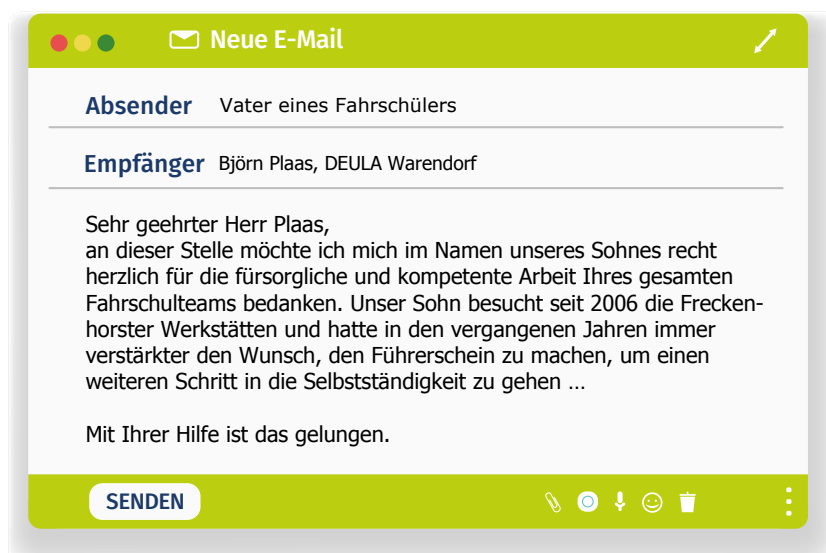 Neue E-Mail
Absender Vater eines Fahrschülers
Empfänger Björn Plaas, DEULA Warendorf
Sehr geehrter Herr Plaas,
an dieser Stelle möchte ich mich im Namen unseres Sohnes recht
herzlich für die fürsorgliche und kompetente Arbeit Ihres gesamten
Fahrschulteams bedanken. Unser Sohn besucht seit 2006 die Frecken-
horster Werkstätten und hatte in den vergangenen Jahren immer
verstärkter den Wunsch, den Führerschein zu machen, um einen
weiteren Schritt in die Selbstständigkeit zu gehen …
Mit Ihrer Hilfe ist das gelungen.
SENDEN